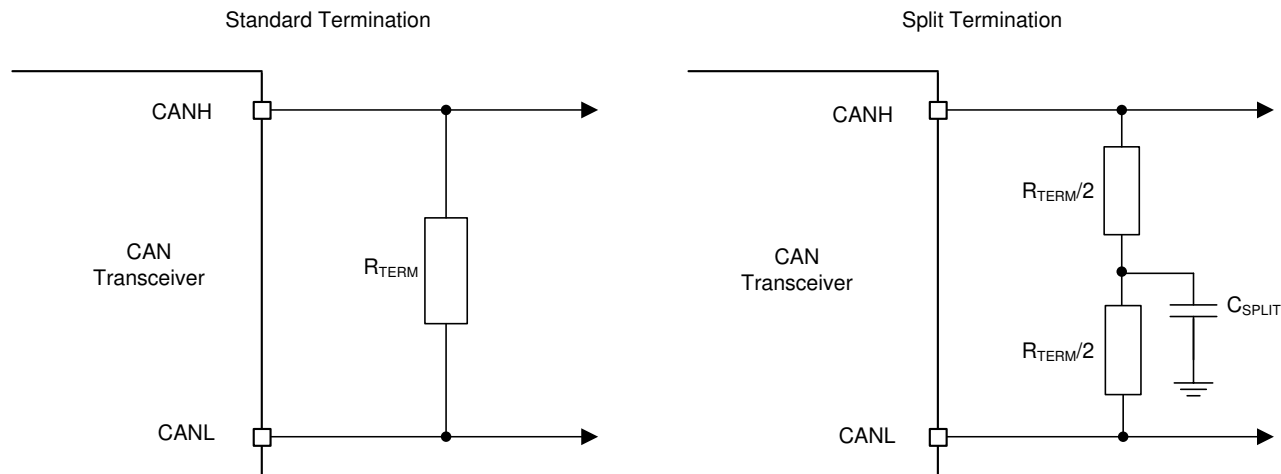 Standard Termination
Split Termination
CANH
CAN
Transceiver
RTERM
CANL
CANH
CAN
Transceiver
RTERM/2
CSPLIT
RTERM/2
CANL